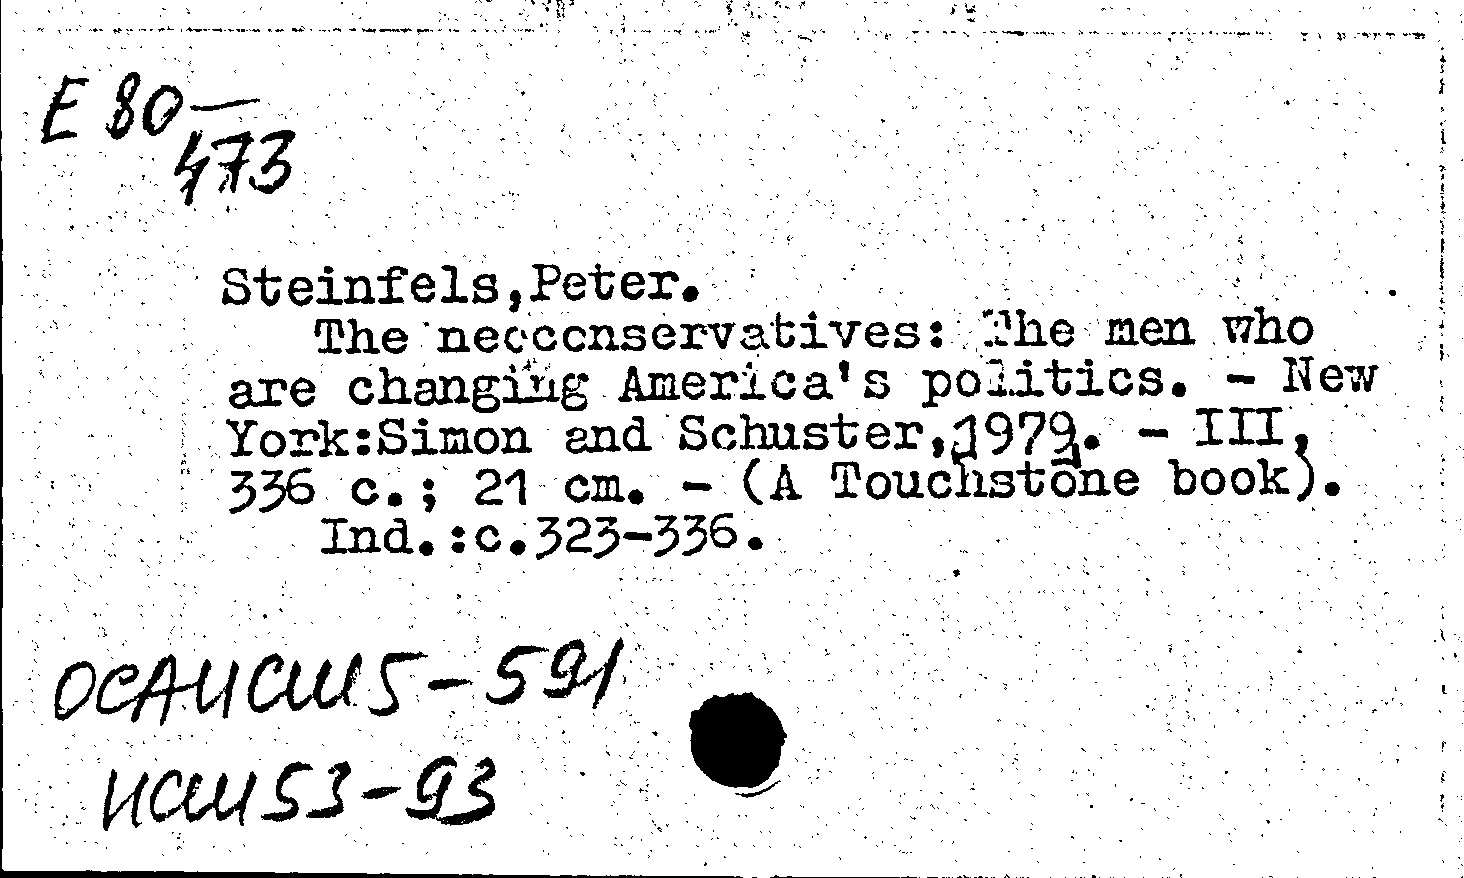 E 80—
473
Steinfels,Peter.
The neoconservatives: The men who
are changing America's politics. – New
York:Simon and Schuster,1979. – III,
336 c.; 21 cm. – (A Touchstone book).
Ind.:c.323–336.
ОСАИСШ5–591
ИСШ53–93